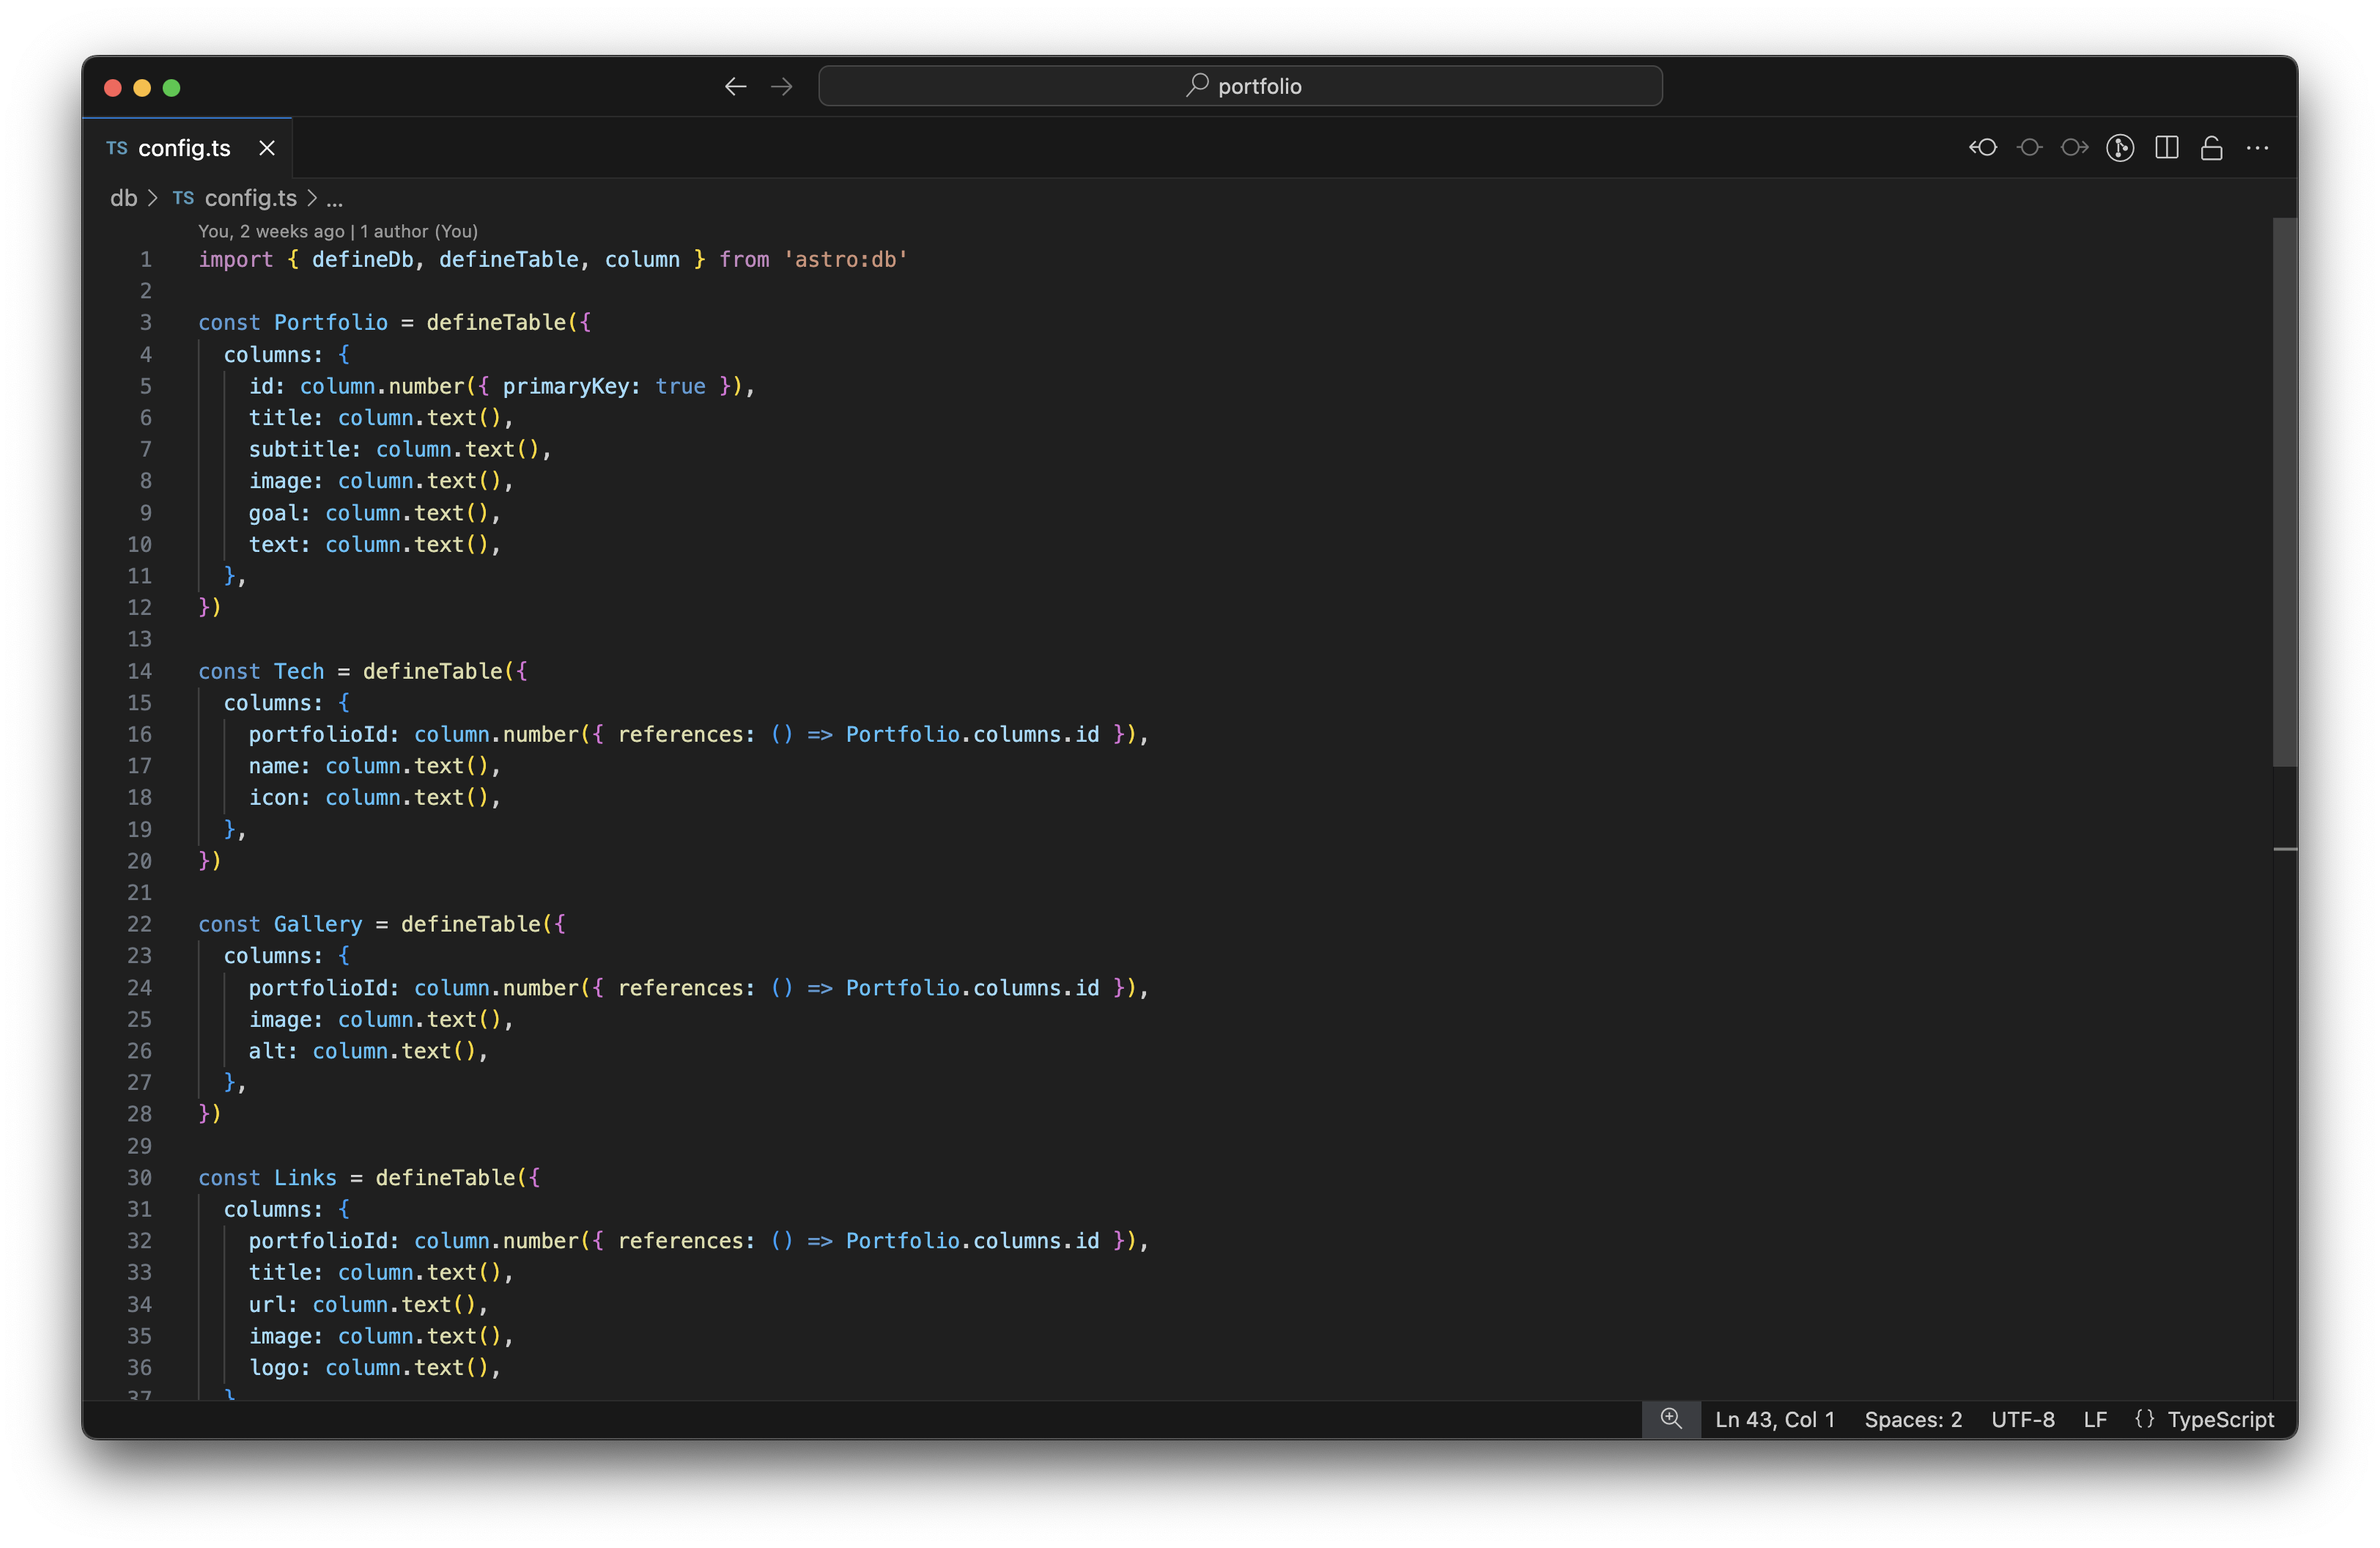 portfolio
TS config.ts
db > TS config.ts > ...
You, 2 weeks ago | 1 author (You)
1 import { defineDb, defineTable, column } from 'astro:db'
2
3 const Portfolio = defineTable({
4   columns: {
5     id: column.number({ primaryKey: true }),
6     title: column.text(),
7     subtitle: column.text(),
8     image: column.text(),
9     goal: column.text(),
10     text: column.text(),
11   },
12 })
13
14 const Tech = defineTable({
15   columns: {
16     portfolioId: column.number({ references: () => Portfolio.columns.id }),
17     name: column.text(),
18     icon: column.text(),
19   },
20 })
21
22 const Gallery = defineTable({
23   columns: {
24     portfolioId: column.number({ references: () => Portfolio.columns.id }),
25     image: column.text(),
26     alt: column.text(),
27   },
28 })
29
30 const Links = defineTable({
31   columns: {
32     portfolioId: column.number({ references: () => Portfolio.columns.id }),
33     title: column.text(),
34     url: column.text(),
35     image: column.text(),
36     logo: column.text(),
37   }
Ln 43, Col 1 Spaces: 2 UTF-8 LF {} TypeScript